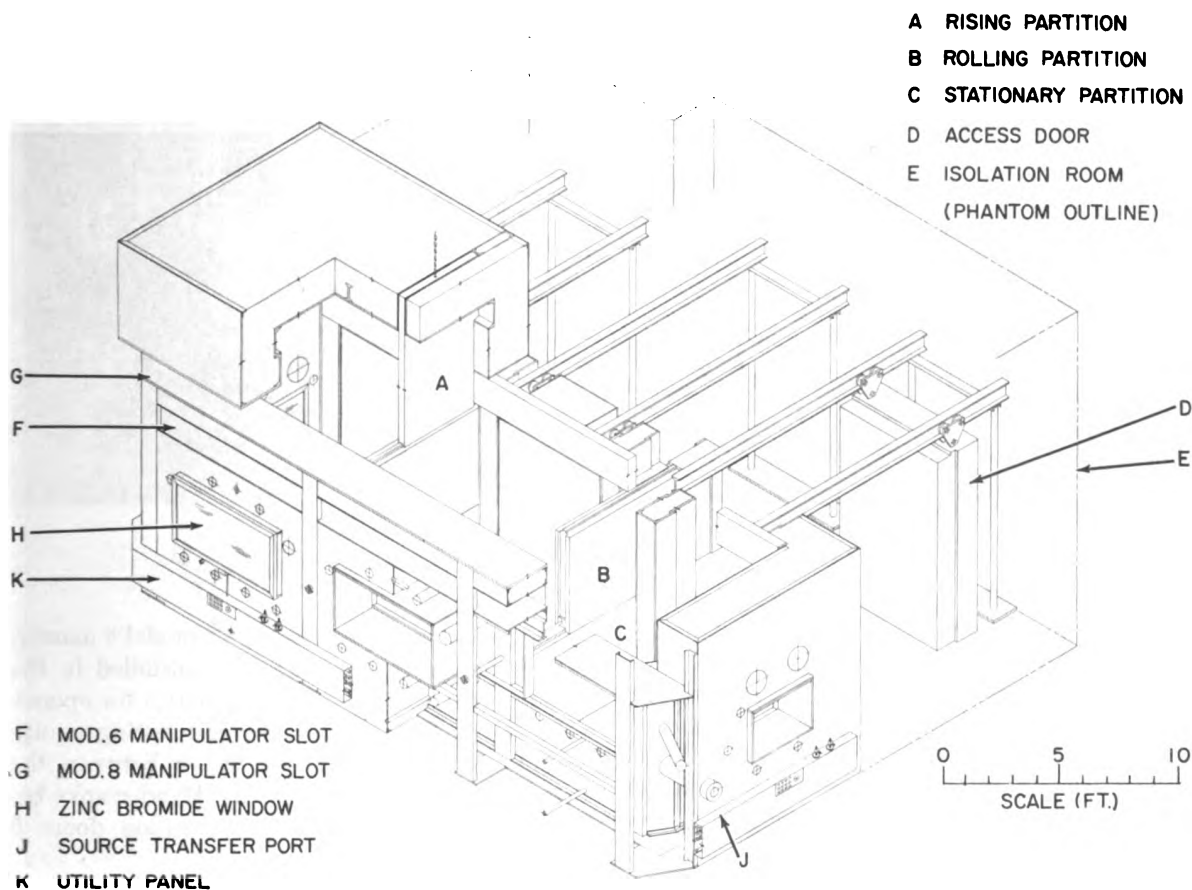 A RISING PARTITION
B ROLLING PARTITION
C STATIONARY PARTITION
D ACCESS DOOR
E ISOLATION ROOM
(PHANTOM OUTLINE)
A
G
F
D
E
H
B
K
C
F MOD. 6 MANIPULATOR SLOT
G MOD. 8 MANIPULATOR SLOT
H ZINC BROMIDE WINDOW
J SOURCE TRANSFER PORT
K UTILITY PANEL
0 5 10
SCALE (FT.)
J